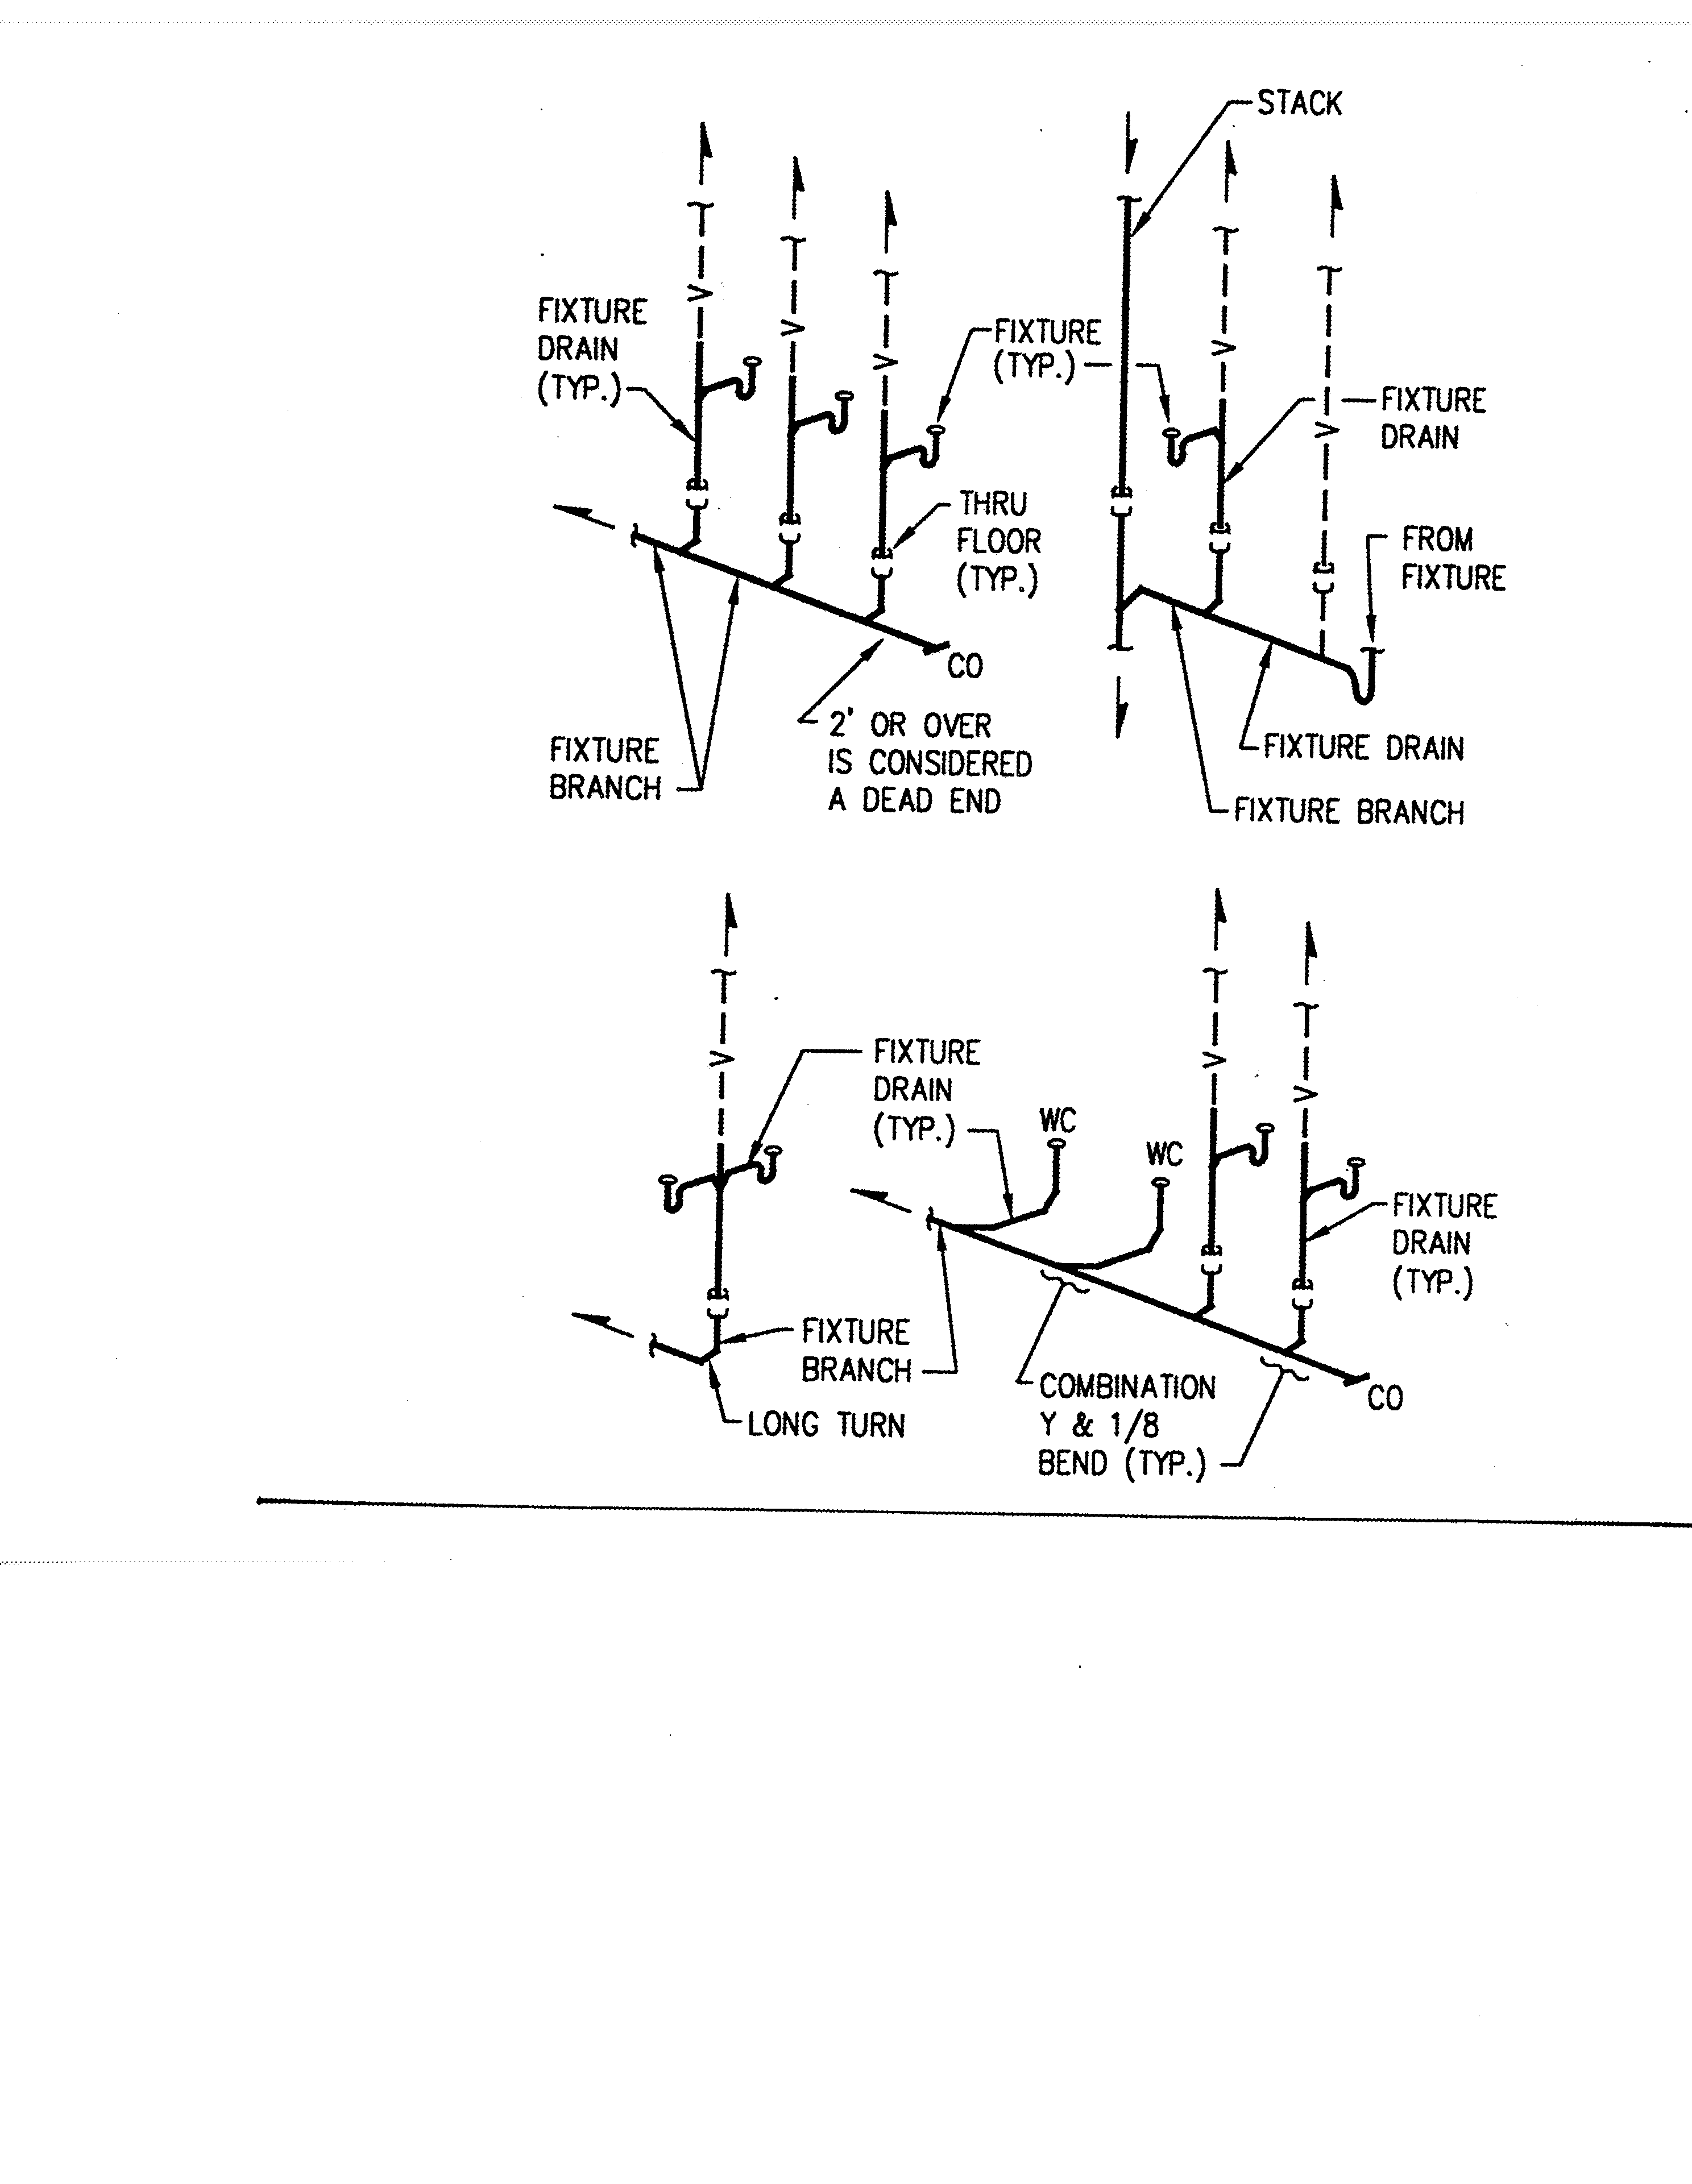 STACK
V
V
V
V
V
FIXTURE
DRAIN
(TYP.)
FIXTURE
(TYP.)
FIXTURE
DRAIN
THRU
FLOOR
(TYP.)
FROM
FIXTURE
CO
2' OR OVER
IS CONSIDERED
A DEAD END
FIXTURE
BRANCH
FIXTURE DRAIN
FIXTURE BRANCH
V
V
V
FIXTURE
DRAIN
(TYP.)
WC
WC
FIXTURE
DRAIN
(TYP.)
FIXTURE
BRANCH
LONG TURN
COMBINATION
Y & 1/8
BEND (TYP.)
CO